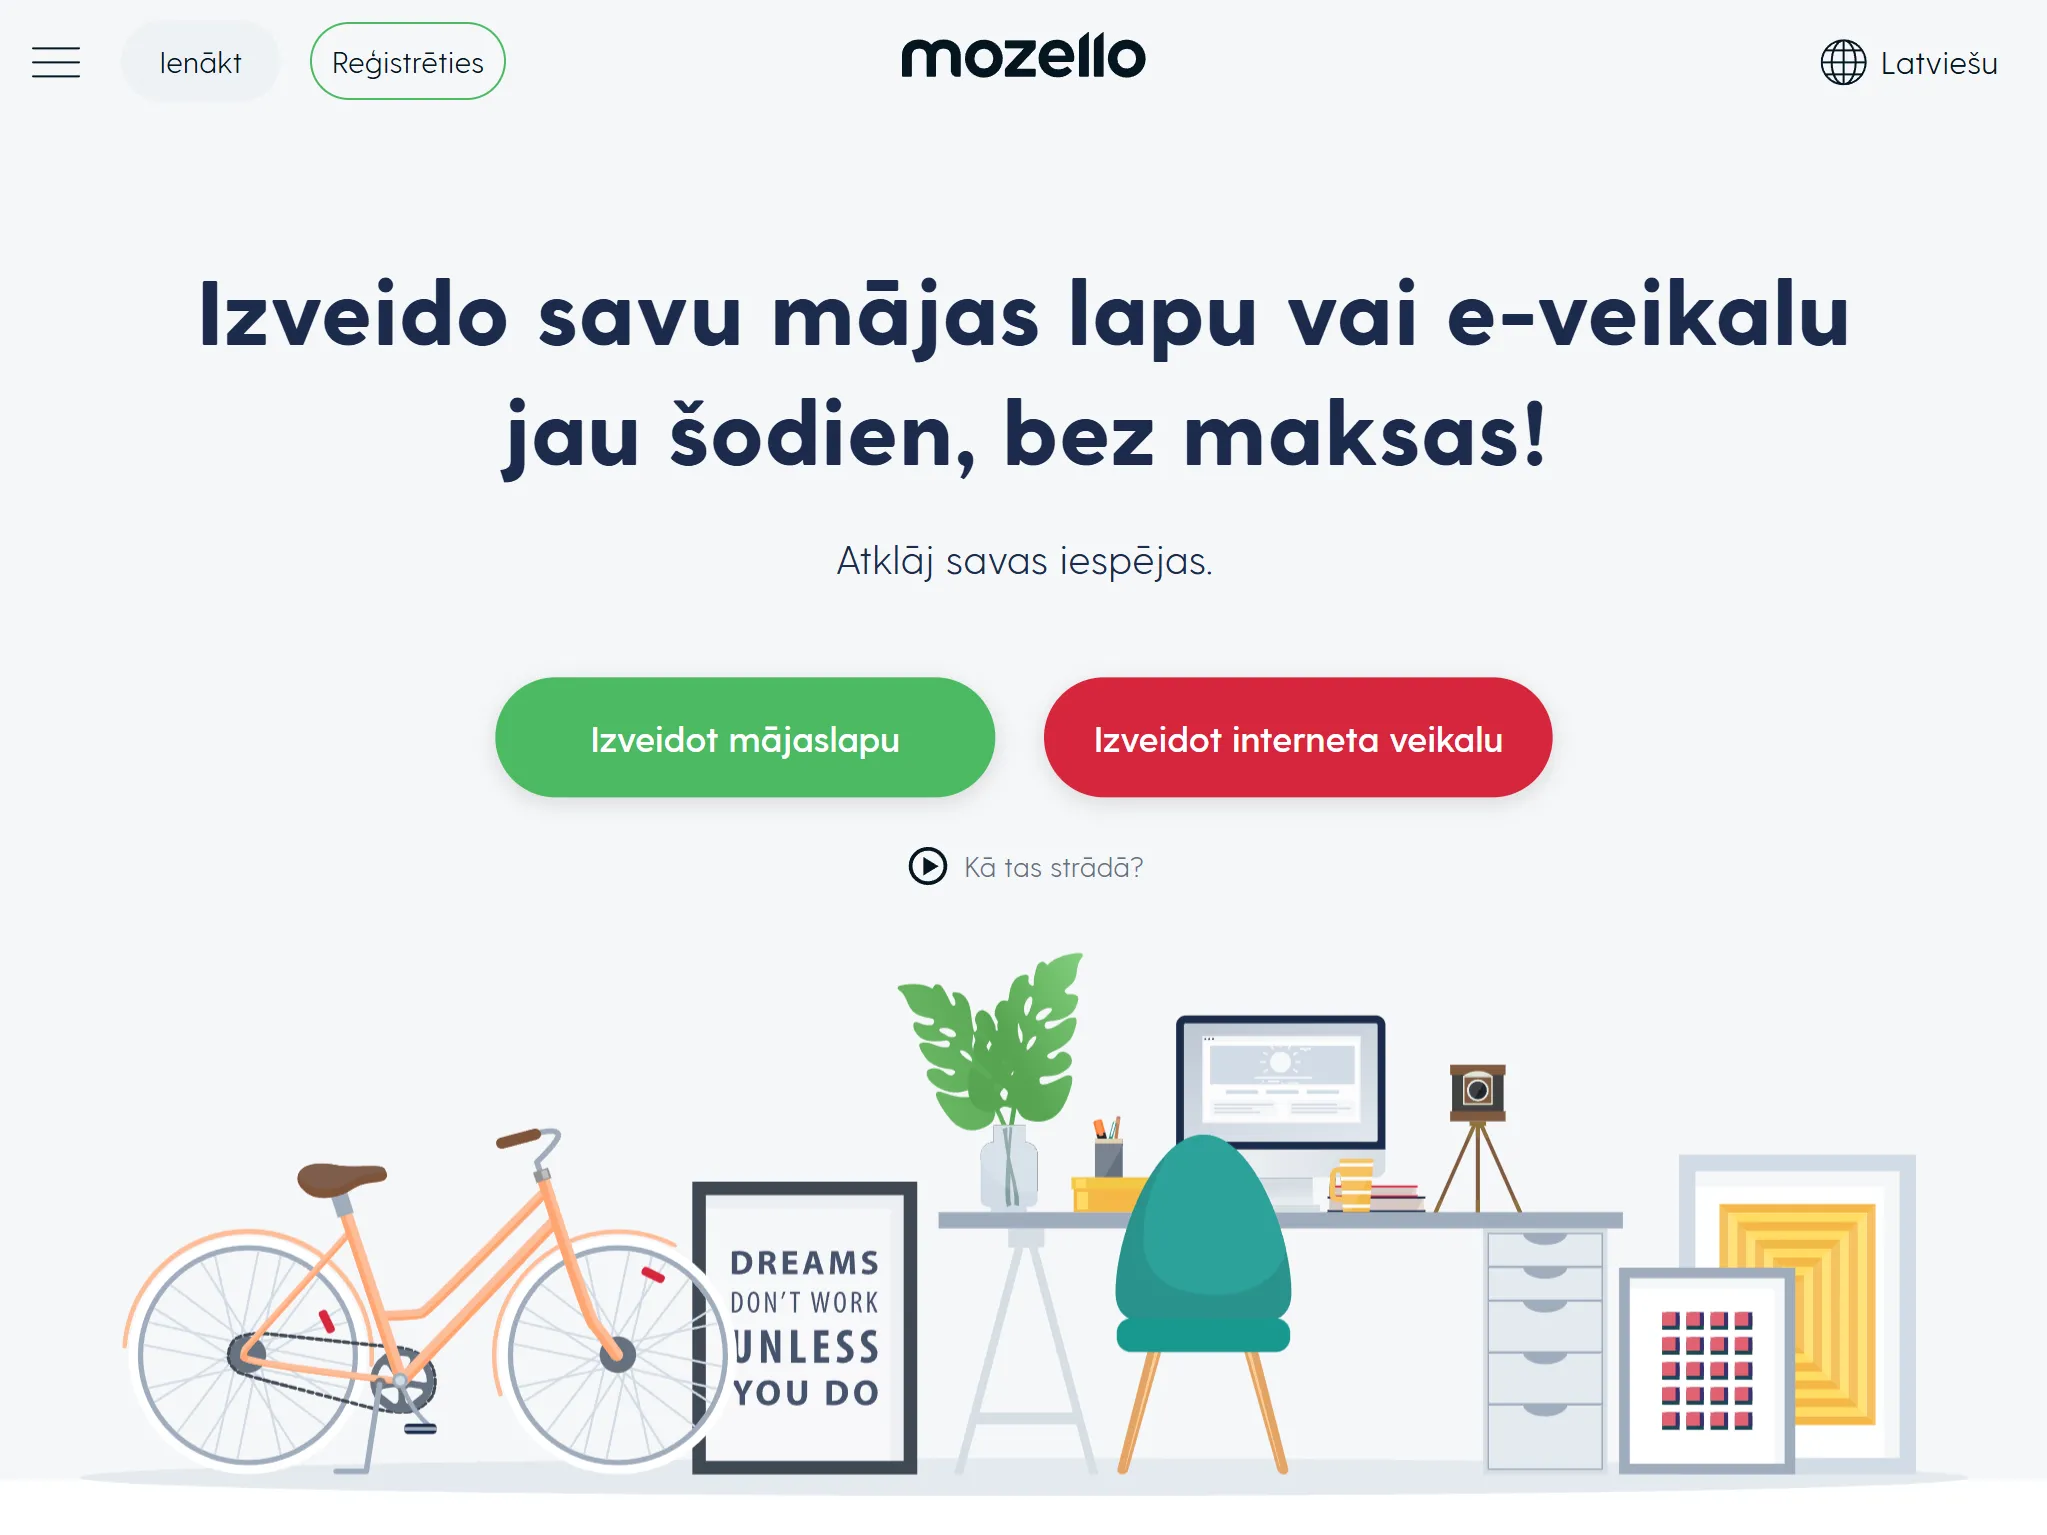 Ienākt
Reģistrēties
mozello
Latviešu
Izveido savu mājas lapu vai e-veikalu
jau šodien, bez maksas!
Atklāj savas iespējas.
Izveidot mājaslapu
Izveidot interneta veikalu
Kā tas strādā?
DREAMS
DON'T WORK
UNLESS
YOU DO